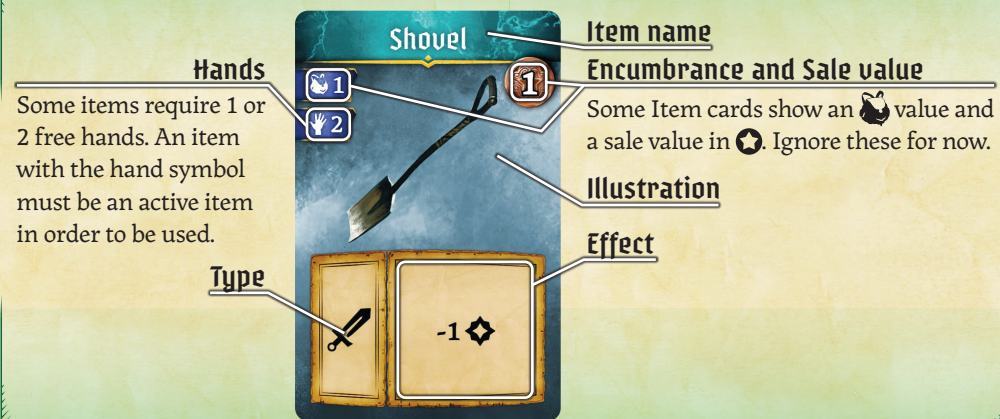 Shovel
1
2
1
-1
Hands
Some items require 1 or
2 free hands. An item
with the hand symbol
must be an active item
in order to be used.
Type
Item name
Encumbrance and Sale value
Some Item cards show an value and
a sale value in . Ignore these for now.
Illustration
Effect